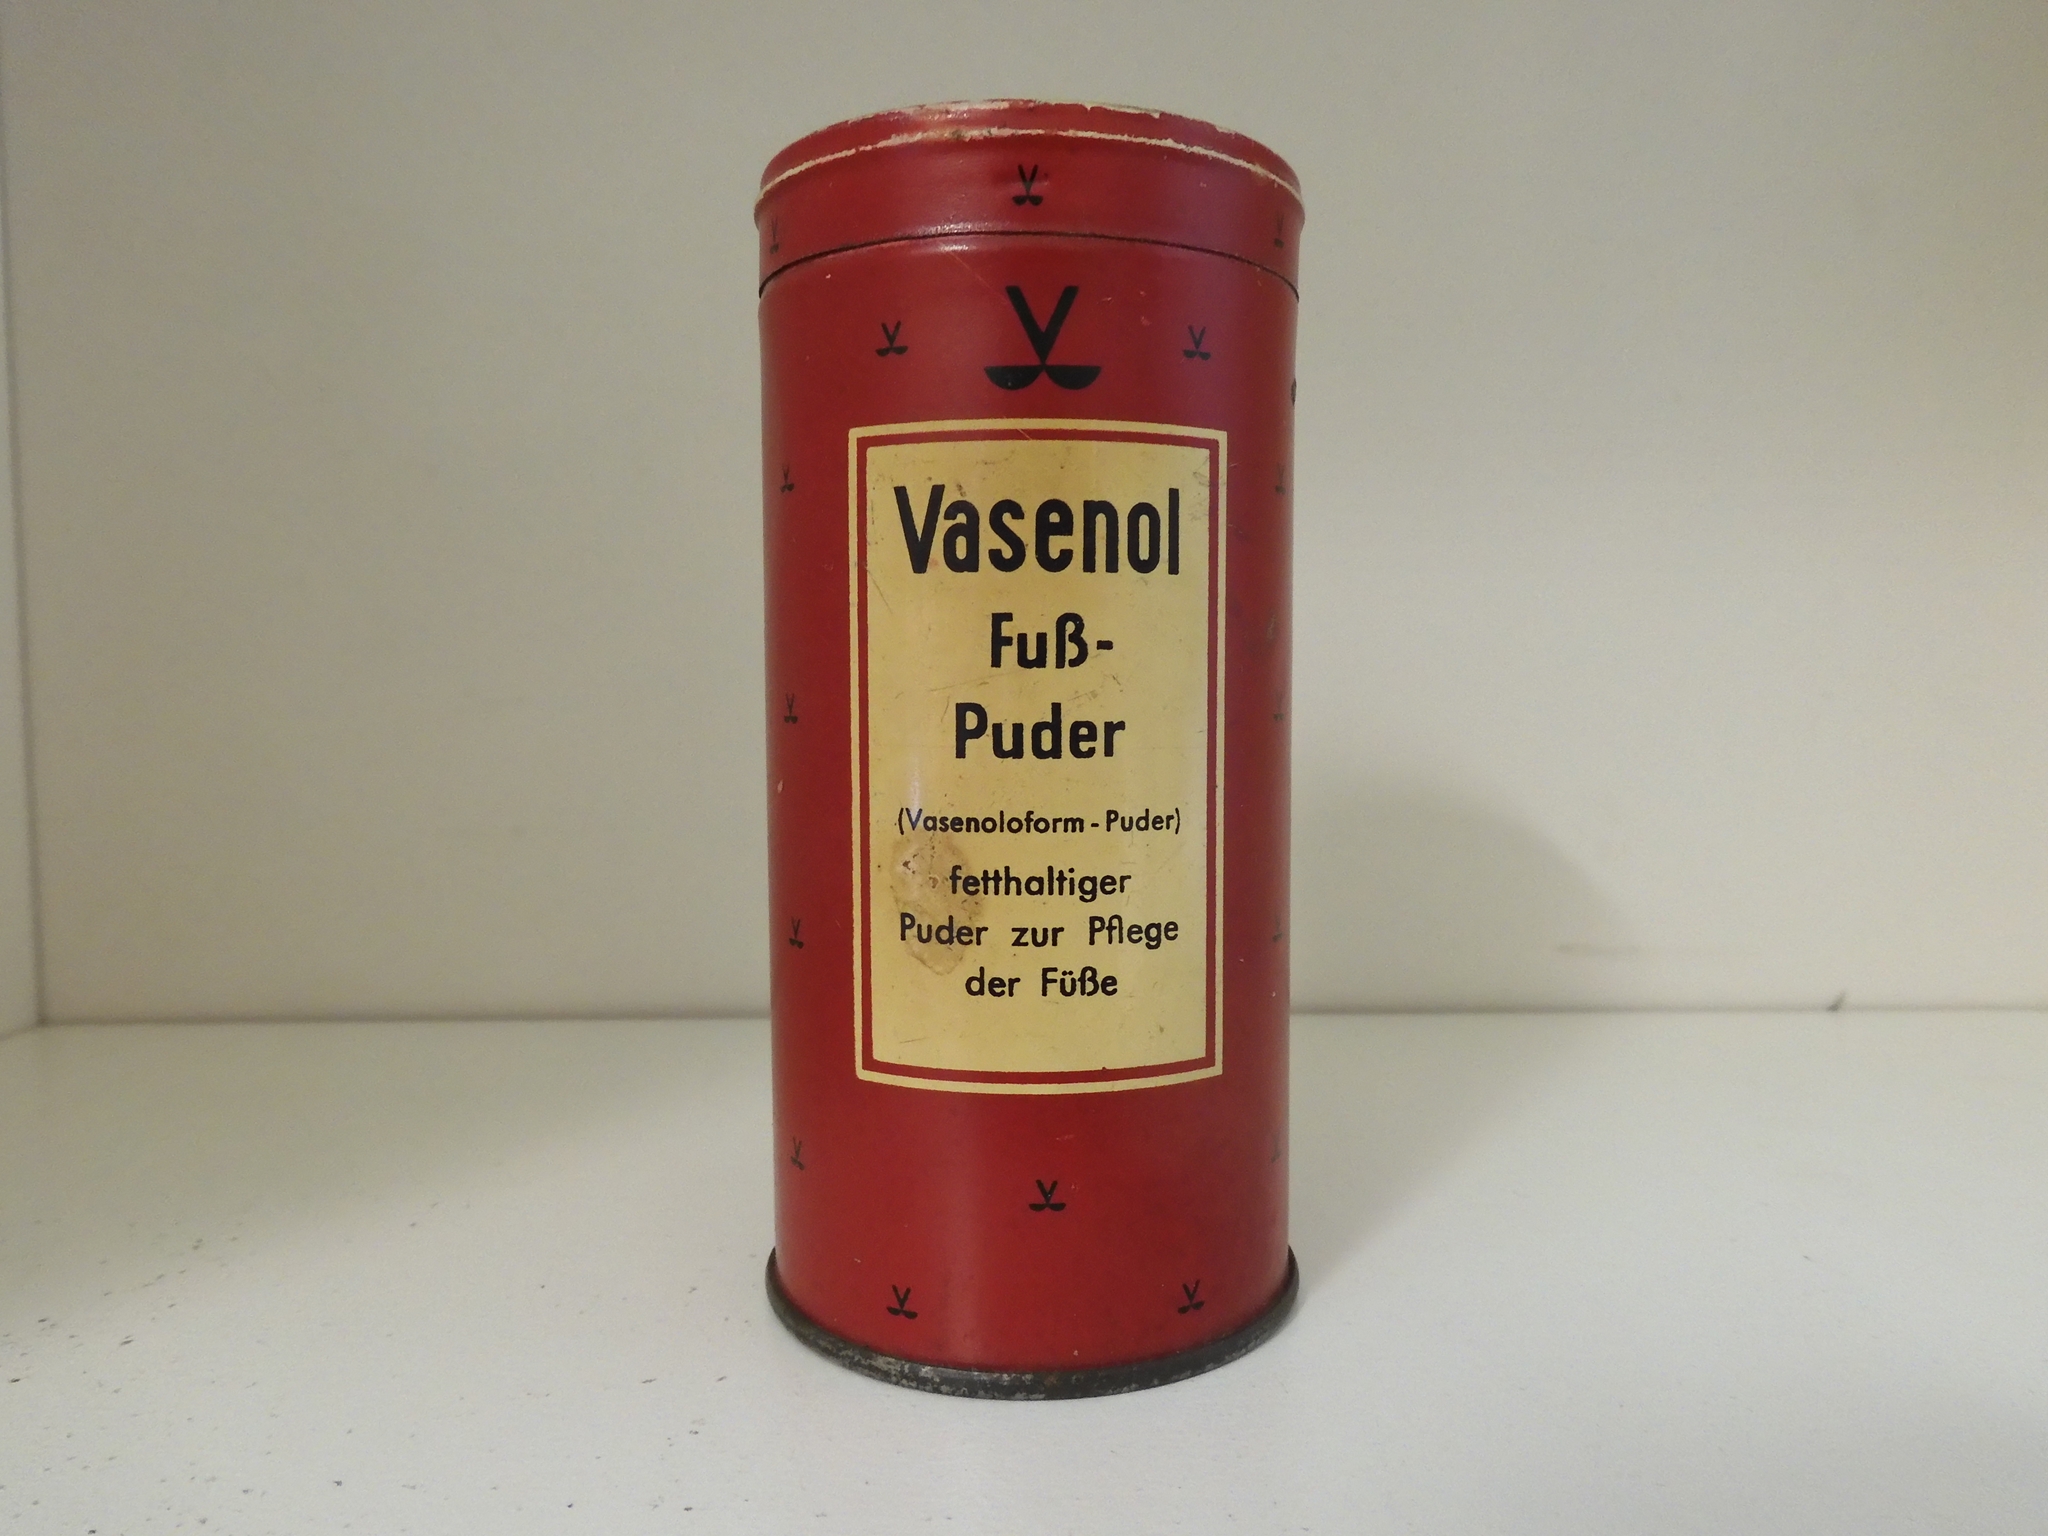 Vasenol
Fuß-
Puder
(Vasenoloform-Puder)
fetthaltiger
Puder zur Pflege
der Füße